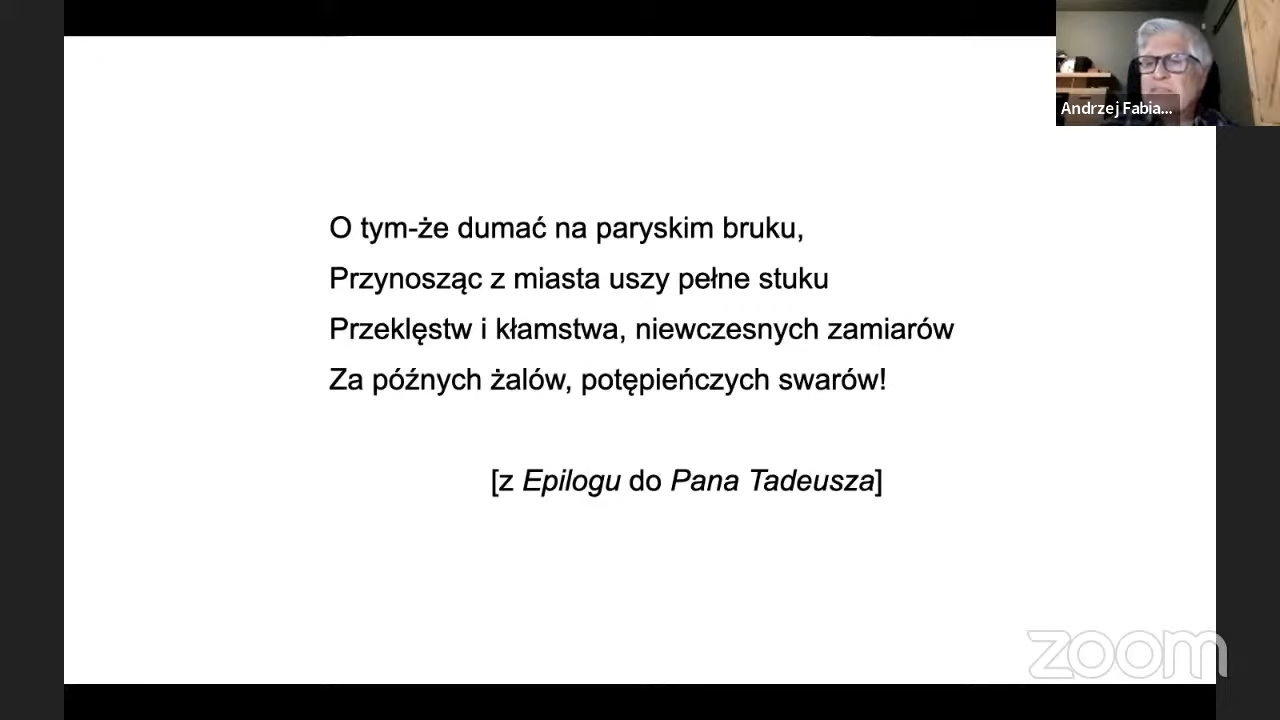 Andrzej Fabia...
O tym-że dumać na paryskim bruku,
Przynosząc z miasta uszy pełne stuku
Przeklęstw i kłamstwa, niewczesnych zamiarów
Za późnych żalów, potępieńczych swarów!
[z Epilogu do Pana Tadeusza]
zoom